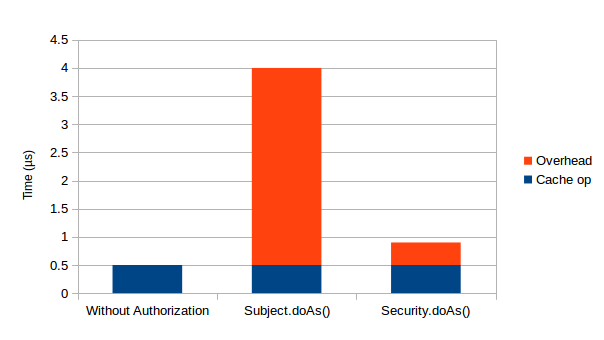 4.5
4
3.5
3
2.5
2
1.5
1
0.5
0
Time (µs)
Without Authorization
Subject.doAs()
Security.doAs()
Overhead
Cache op